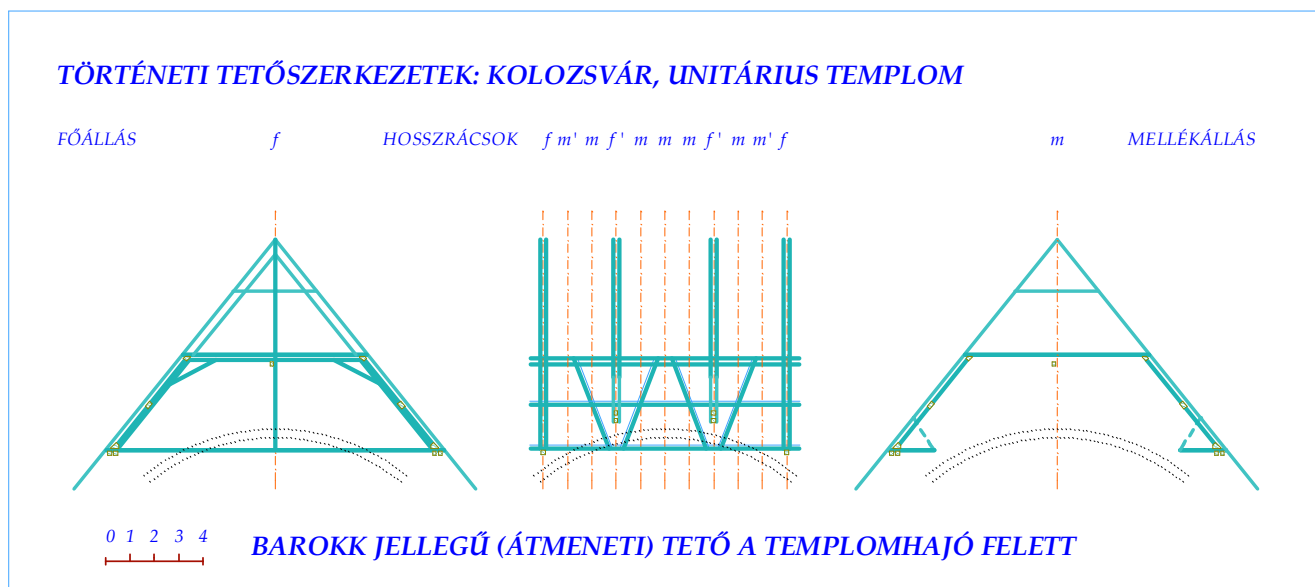 TÖRTÉNETI TETŐSZERKEZETEK: KOLOZSVÁR, UNITÁRIUS TEMPLOM
FŐÁLLÁS f HOSSZRÁCSOK f m' m f' m m m f' m m' f m MELLÉKÁLLÁS
0 1 2 3 4
BAROKK JELLEGŰ (ÁTMENETI) TETŐ A TEMPLOMHAJÓ FELETT